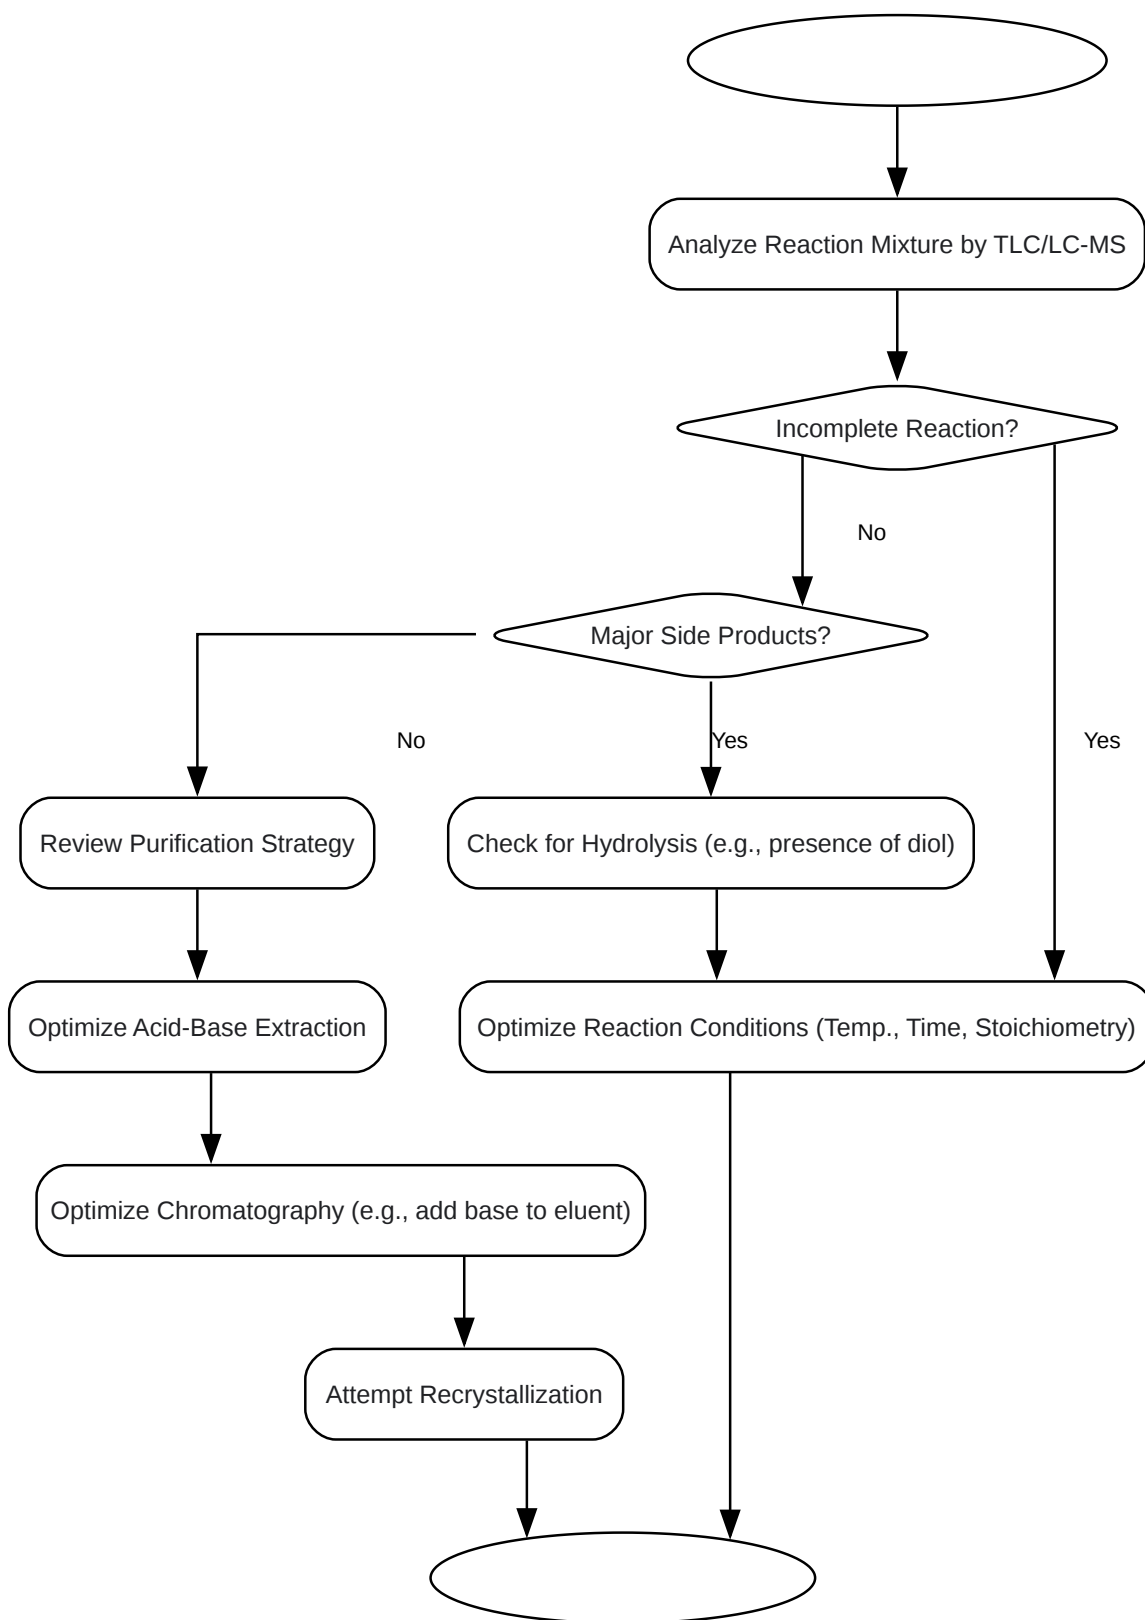 Analyze Reaction Mixture by TLC/LC-MS
Incomplete Reaction?
No
Major Side Products?
No
Yes
Yes
Review Purification Strategy
Check for Hydrolysis (e.g., presence of diol)
Optimize Acid-Base Extraction
Optimize Reaction Conditions (Temp., Time, Stoichiometry)
Optimize Chromatography (e.g., add base to eluent)
Attempt Recrystallization